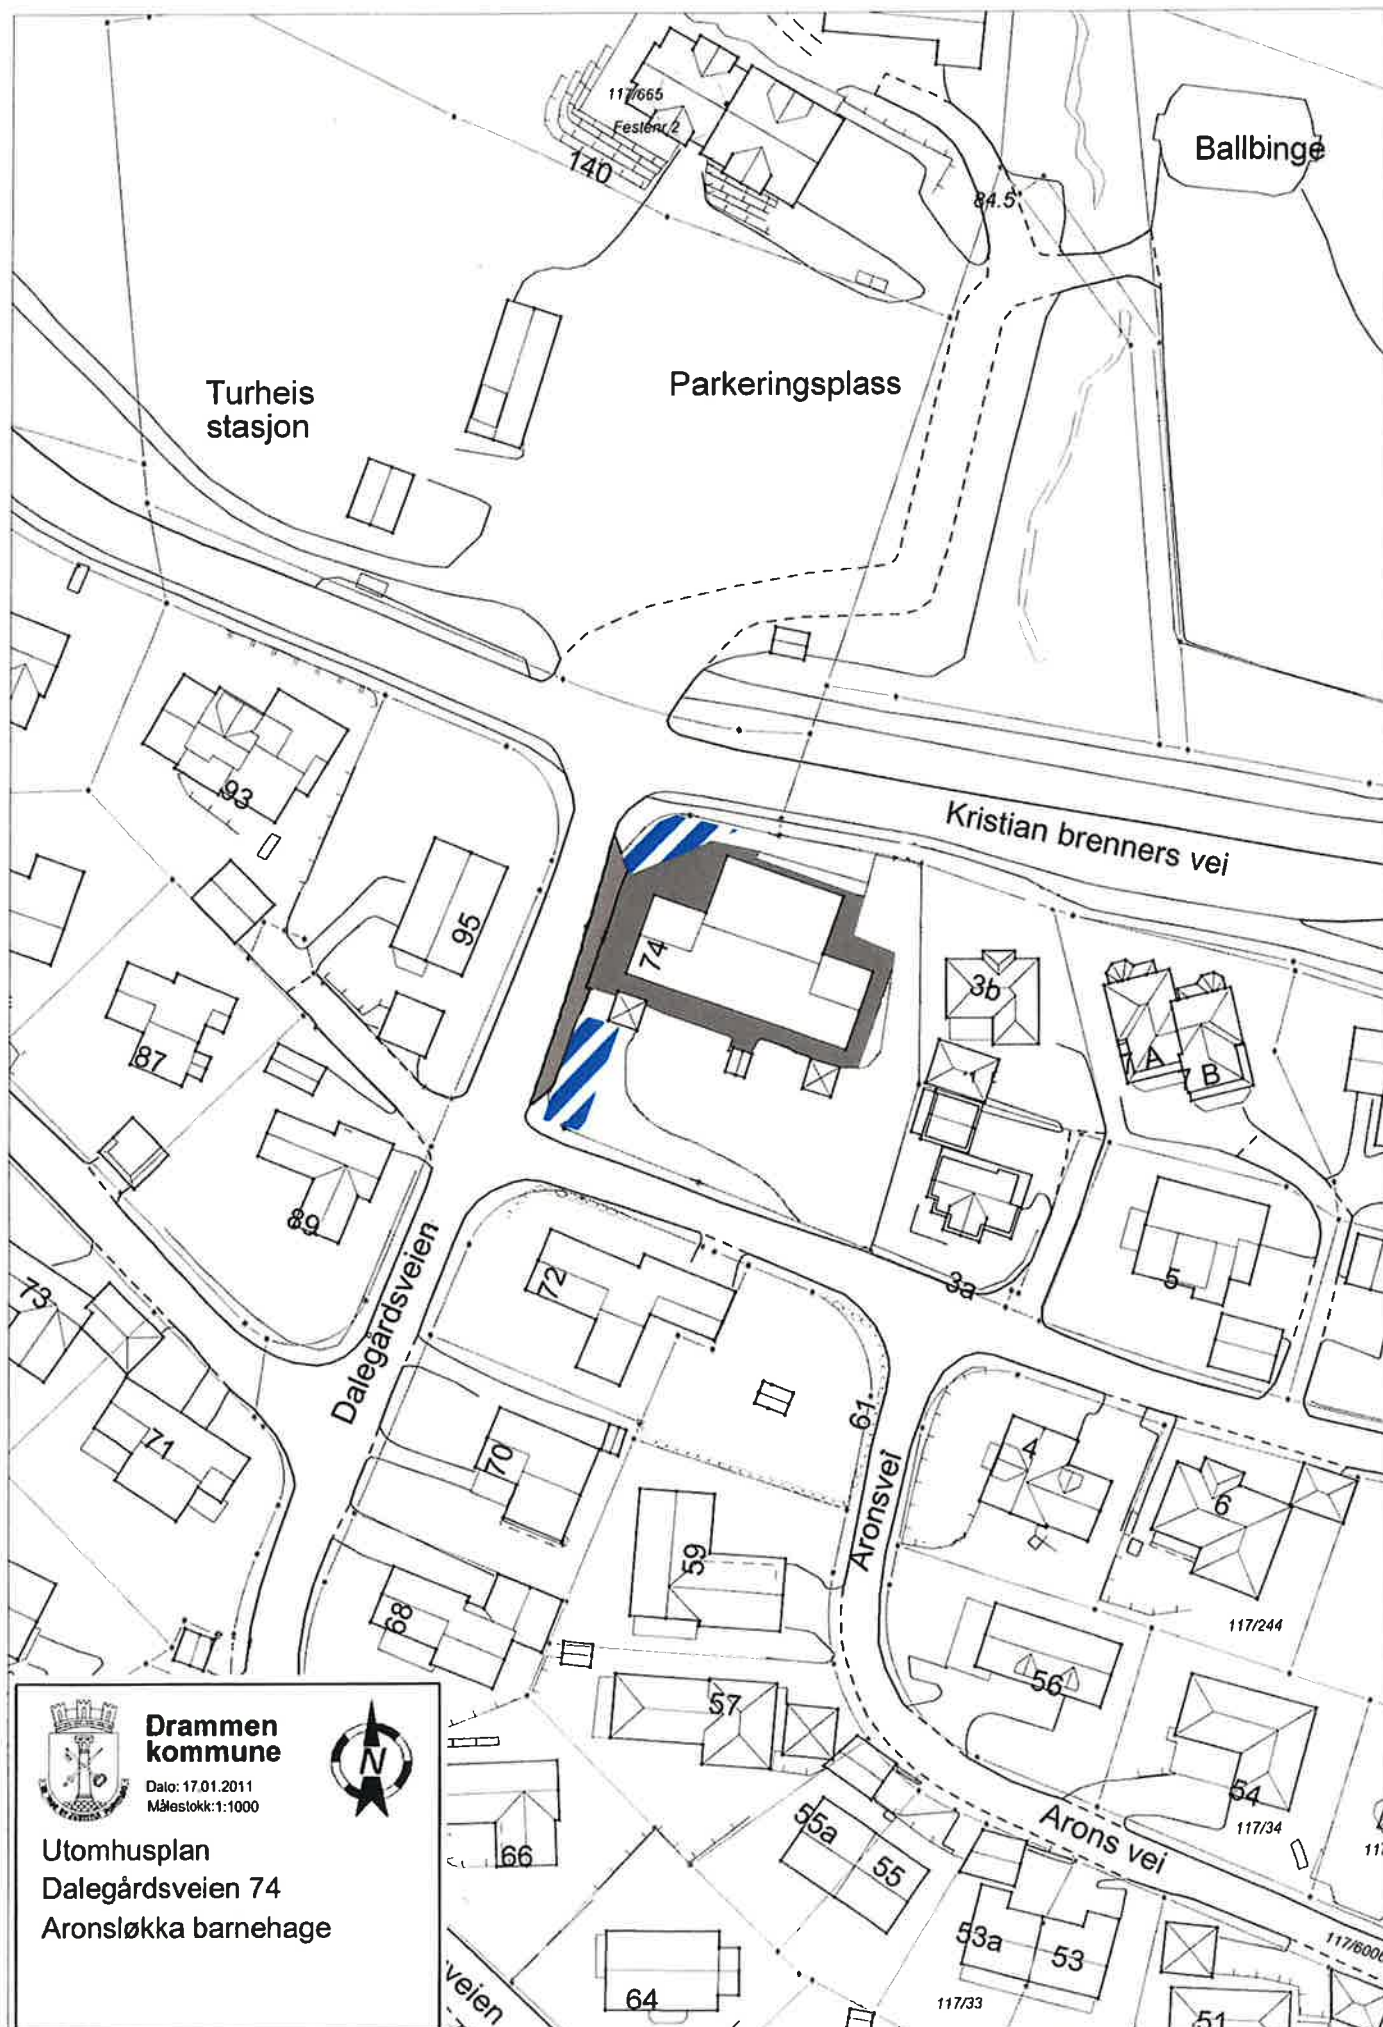 117/665
Festenr 2
140
Ballbinge
84.5
Turheis
stasjon
Parkeringsplass
Kristian brenners vei
93
95
74
3b
87
A
B
89
Dalegårdsveien
72
3a
5
73
61
71
70
4
6
Aronsvei
59
68
117/244
56
57
54
117/34
55a
55
Arons vei
66
53a
53
117/6006
64
117/33
51
veien
Drammen
kommune
Dato: 17.01.2011
Målestokk:1:1000
N
Utomhusplan
Dalegårdsveien 74
Aronsløkka barnehage